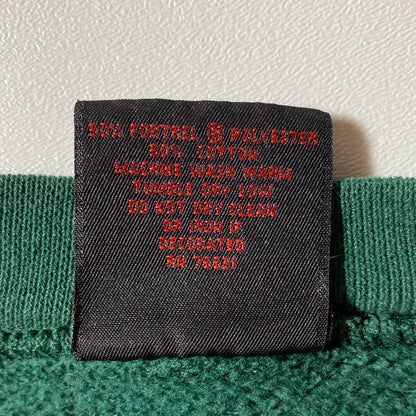 50% FORTREL ® POLYESTER
50% COTTON
MACHINE WASH WARM
TUMBLE DRY LOW
DO NOT DRY CLEAN
OR IRON IF
DECORATED
RN 76621